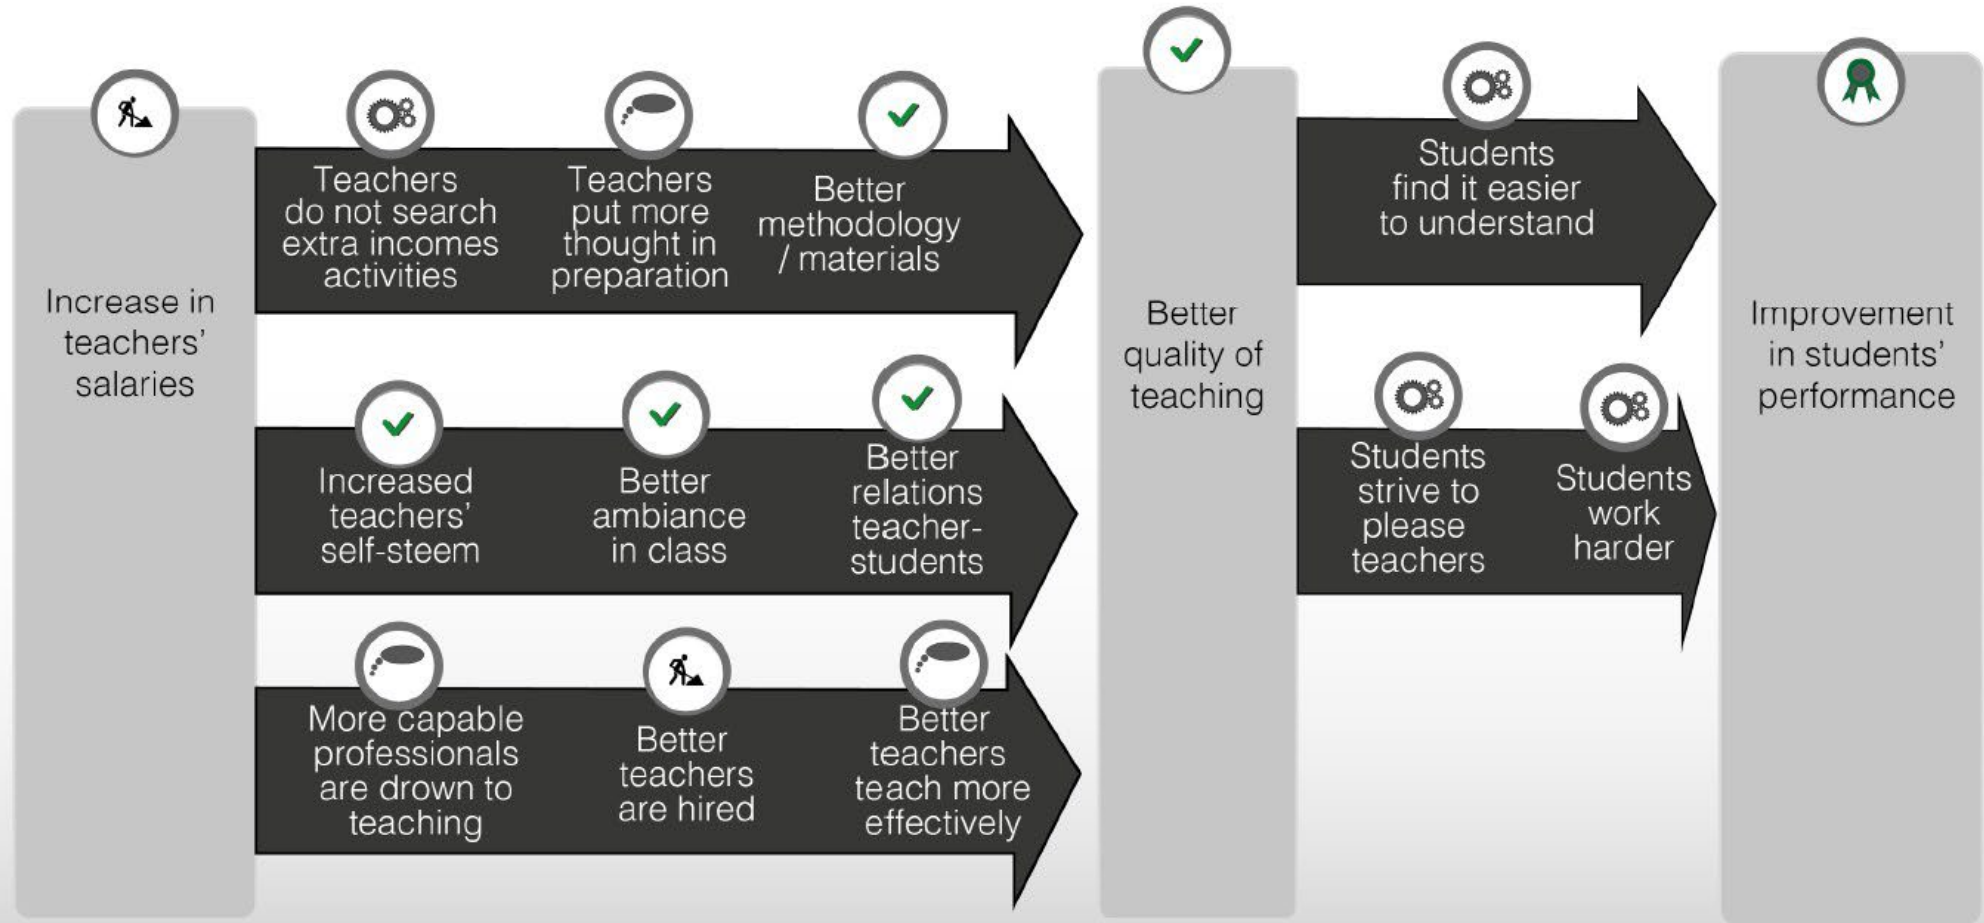 Increase in
teachers’
salaries
Teachers
do not search
extra incomes
activities
Teachers
put more
thought in
preparation
Better
methodology
/ materials
Increased
teachers’
self-steem
Better
ambiance
in class
Better
relations
teacher-
students
More capable
professionals
are drown to
teaching
Better
teachers
are hired
Better
teachers
teach more
effectively
Better
quality of
teaching
Students
find it easier
to understand
Students
strive to
please
teachers
Students
work
harder
Improvement
in students’
performance